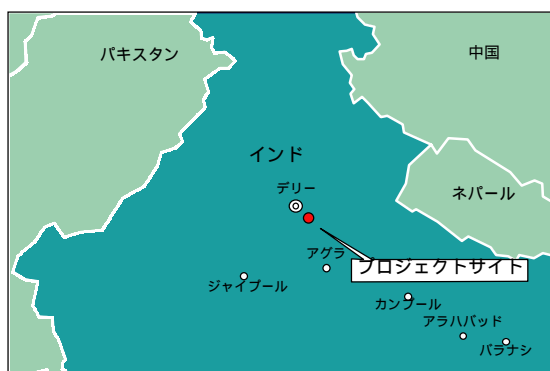 パキスタン
中国
インド
デリー
ネパール
アグラ
プロジェクトサイト
ジャイプール
カンプール
アラハバッド
バラナシ